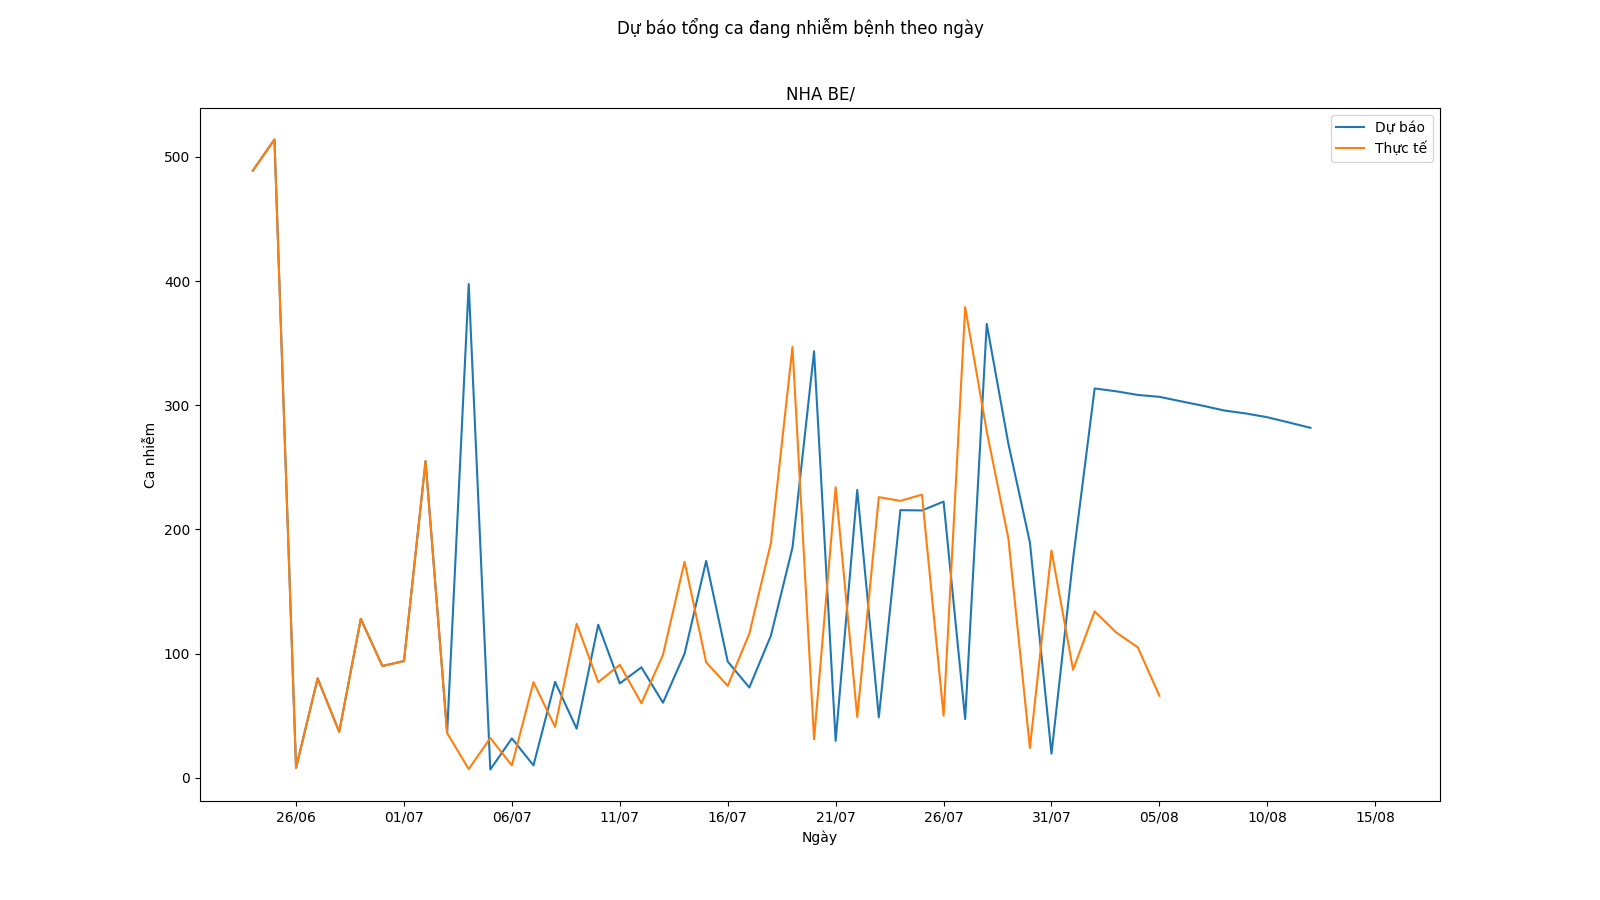 Dự báo tổng ca đang nhiễm bệnh theo ngày
NHA BE/
Dự báo
Thực tế
500
400
300
200
100
0
Ca nhiễm
26/06 01/07 06/07 11/07 16/07 21/07 26/07 31/07 05/08 10/08 15/08
Ngày